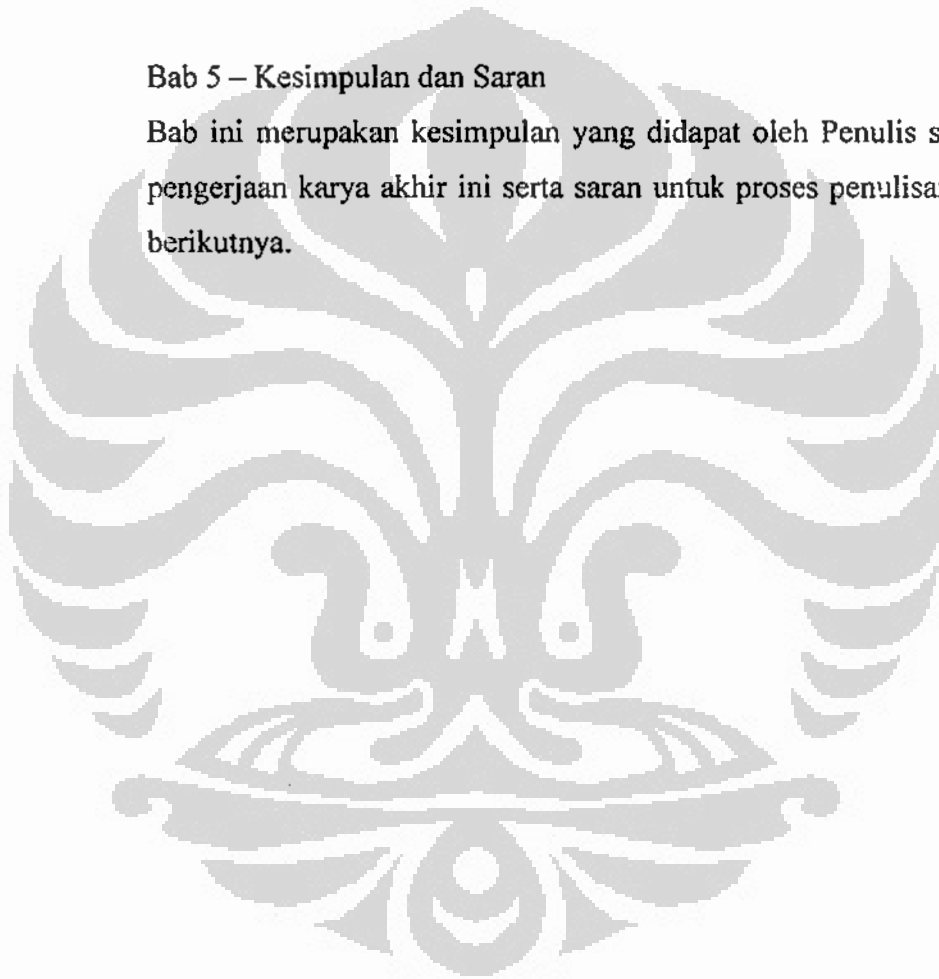 Bab 5 – Kesimpulan dan Saran
Bab ini merupakan kesimpulan yang didapat oleh Penulis s
pengerjaan karya akhir ini serta saran untuk proses penulisa
berikutnya.